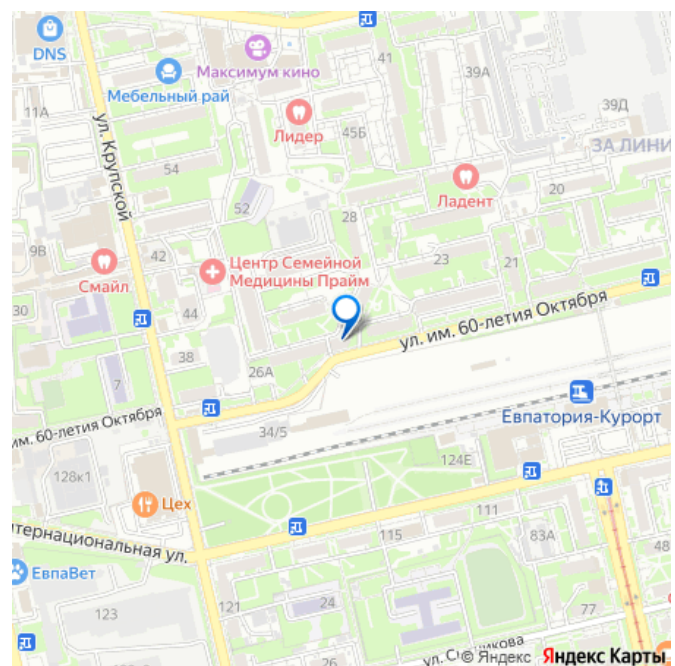 DNS
Максимум кино
Мебельный рай
41
39А
39Д
11А
ул. Крупской
Лидер
45Б
ЗА ЛИНИ
54
Ладент
20
52
28
9В
42
Центр Семейной
Медицины Прайм
23
21
Смайл
30
44
ул. им. 60-летия Октября
38
26А
7
им. 60-летия Октября
Евпатория-Курорт
34/5
128к1
124Е
Цех
111
тернациональная ул.
115
83А
48
ЕвпаВет
123
121
24
77
26
55
© Яндекс
Яндекс Карты